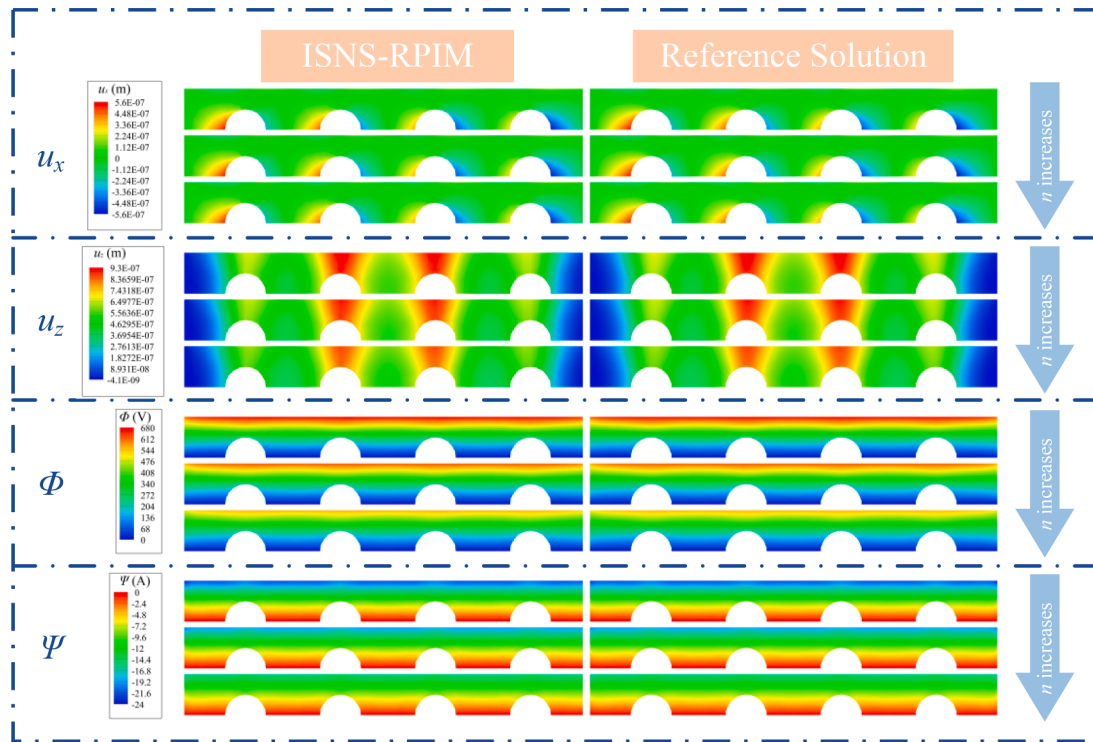 ISNS-RPIM
Reference Solution
u_x (m)
5.6E-07
4.48E-07
3.36E-07
2.24E-07
1.12E-07
0
-1.12E-07
-2.24E-07
-3.36E-07
-4.48E-07
-5.6E-07
u_x
n increases
u_z (m)
9.3E-07
8.3659E-07
7.4318E-07
6.4977E-07
5.5636E-07
4.6295E-07
3.6954E-07
2.7613E-07
1.8272E-07
8.931E-08
-4.1E-09
u_z
n increases
Φ (V)
680
612
544
476
408
340
272
204
136
68
0
Φ
n increases
Ψ (A)
0
-2.4
-4.8
-7.2
-9.6
-12
-14.4
-16.8
-19.2
-21.6
-24
Ψ
n increases